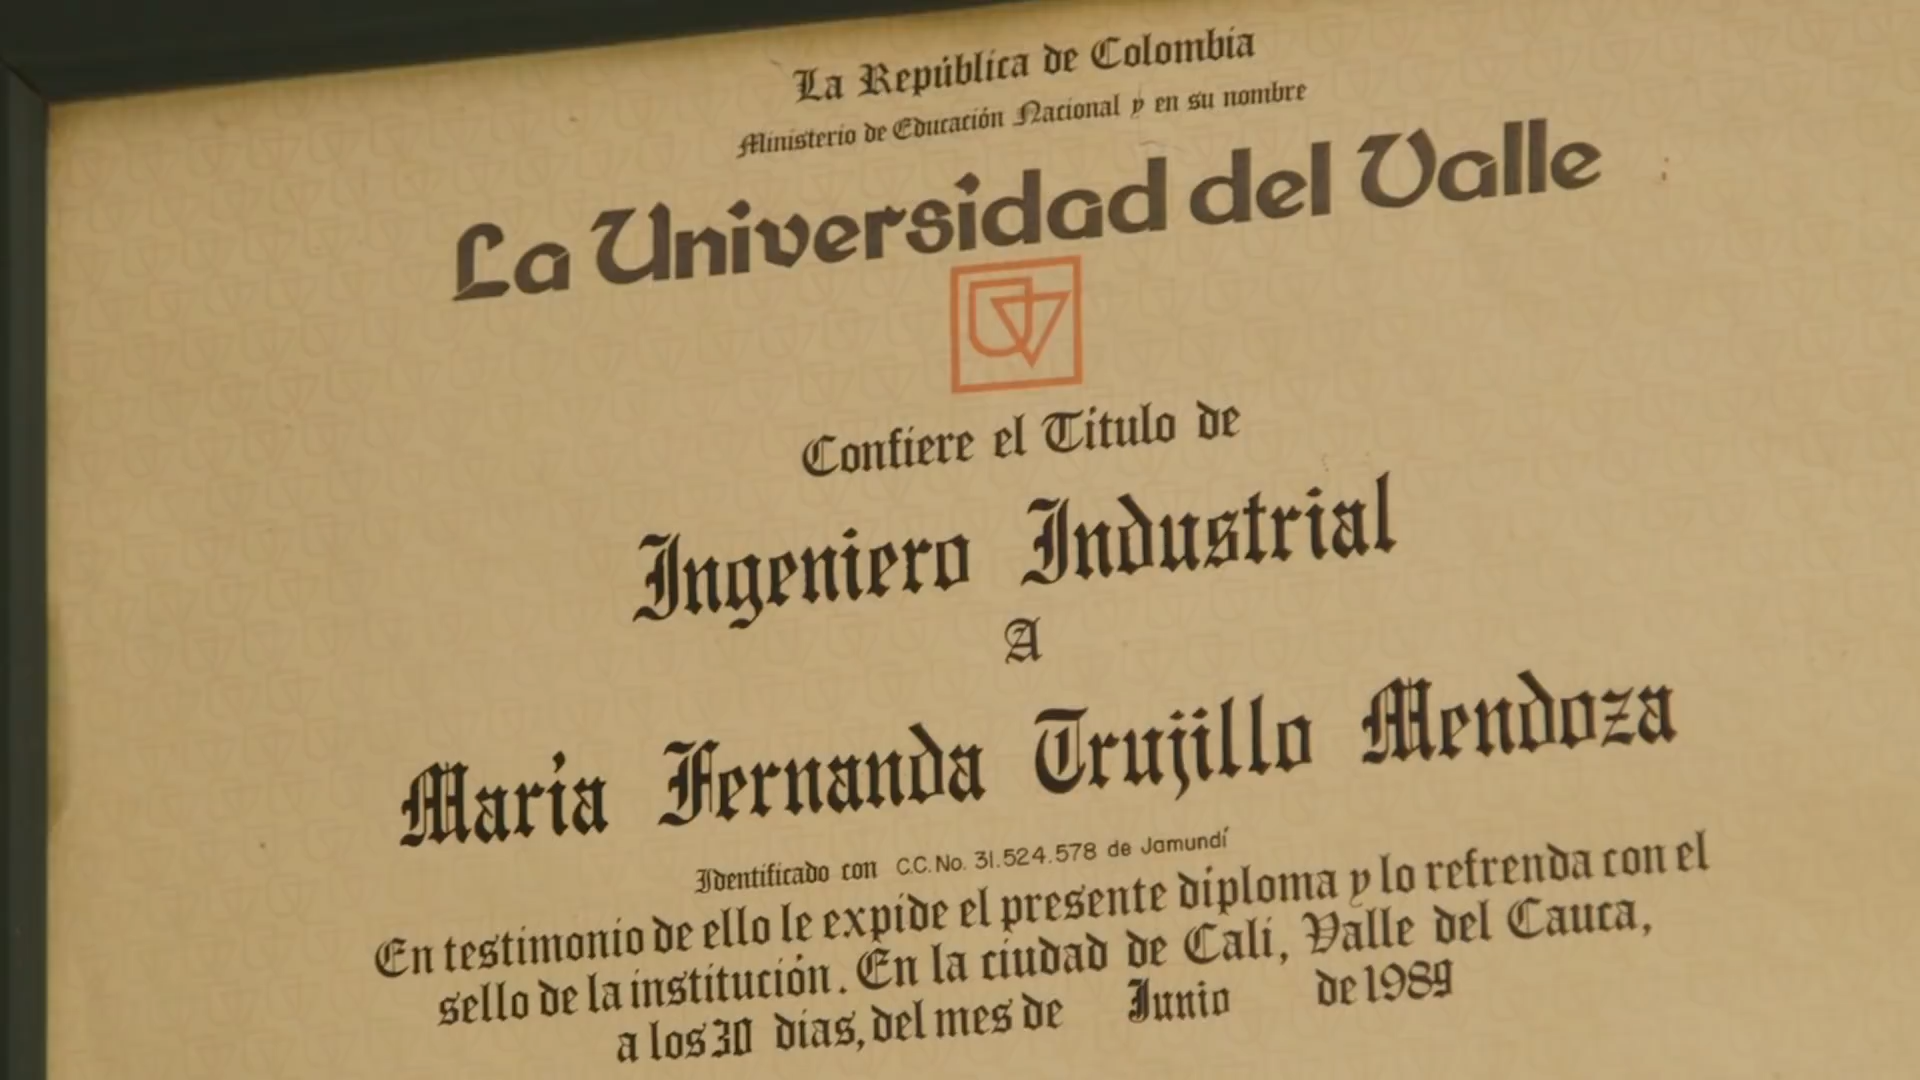 La República de Colombia
Ministerio de Educación Nacional y en su nombre
La Universidad del Valle
Confiere el Título de
Ingeniero Industrial
A
María Fernanda Trujillo Mendoza
Identificado con C.C. No. 31.524.578 de Jamundí
En testimonio de ello le expide el presente diploma y lo refrenda con el
sello de la institución. En la ciudad de Cali, Valle del Cauca,
a los 30 días, del mes de Junio de 1989